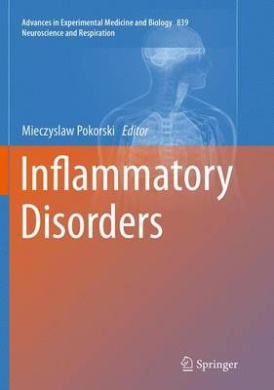 Advances in Experimental Medicine and Biology 839
Neuroscience and Respiration
Mieczyslaw Pokorski Editor
Inflammatory
Disorders
Springer